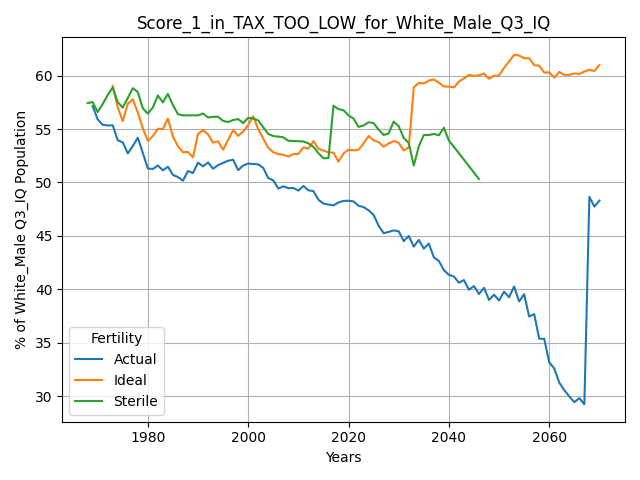 Score_1_in_TAX_TOO_LOW_for_White_Male_Q3_IQ
% of White_Male Q3_IQ Population
60
55
50
45
40
35
30
Fertility
Actual
Ideal
Sterile
1980 2000 2020 2040 2060
Years